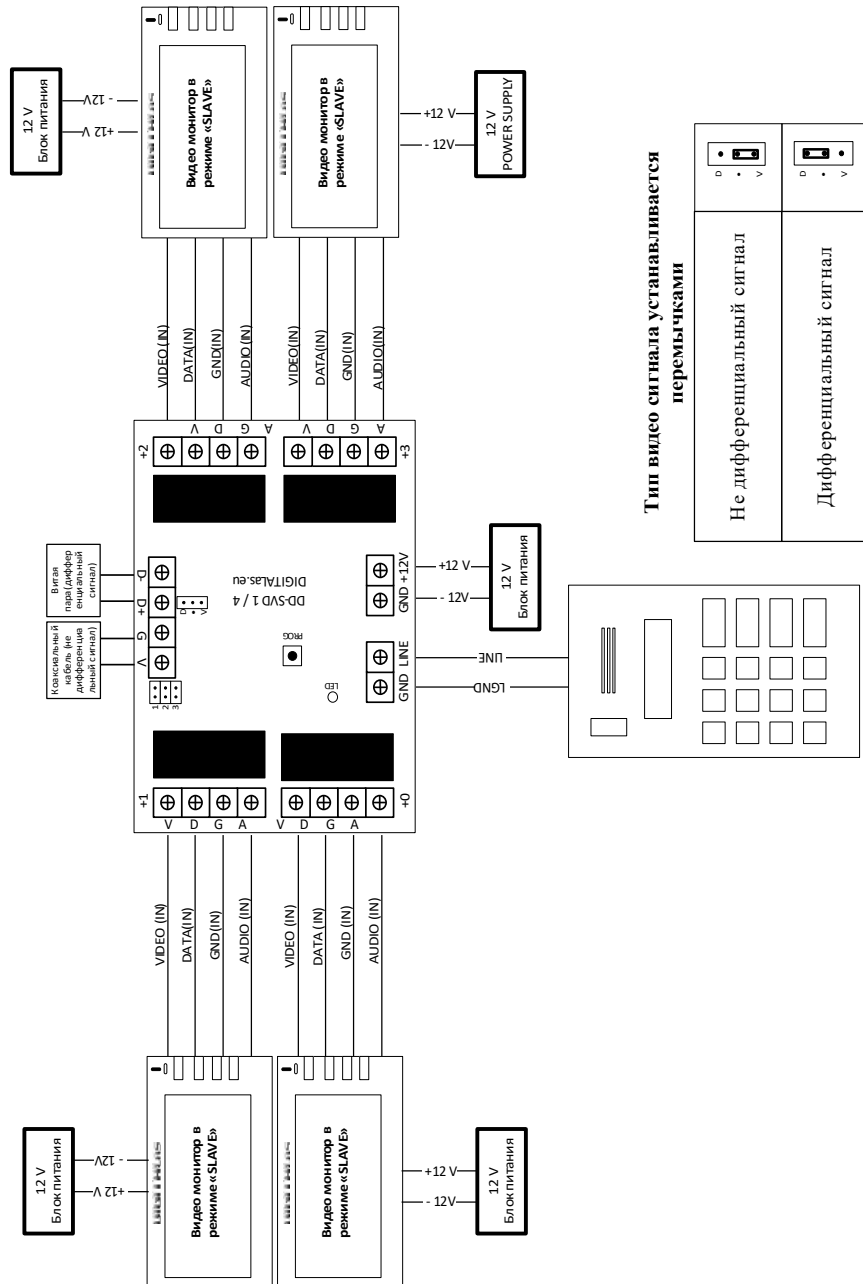 12 V
Блок питания
- 12V
+12 V
Видео монитор в
режиме «SLAVE»
VIDEO (IN)
DATA(IN)
GND(IN)
AUDIO (IN)
12 V
Блок питания
- 12V
+12 V
Видео монитор в
режиме «SLAVE»
VIDEO (IN)
DATA(IN)
GND(IN)
AUDIO (IN)
Видео монитор в
режиме «SLAVE»
VIDEO (IN)
DATA (IN)
GND (IN)
AUDIO (IN)
+12 V
- 12V
12 V
Блок питания
Видео монитор в
режиме «SLAVE»
VIDEO(IN)
DATA(IN)
GND(IN)
AUDIO(IN)
+12 V
- 12V
12 V
POWER SUPPLY
Коаксиальный
кабель (не
дифференциа
льный сигнал)
Витая
пара(диффер
енциальный
сигнал)
V
G
D+
D-
1
2
3
D
•
V
+1
V
D
G
A
+2
V
D
G
A
V
D
G
A
+0
V
D
G
A
+3
DD-SVD 1 / 4
DIGITALas.eu
PROG
LED
GND LINE
GND +12V
LGND
LINE
- 12V
+12 V
12 V
Блок питания
Тип видео сигнала устанавливается
перемычками
Не дифференциальный сигнал
D
•
V
Дифференциальный сигнал
D
•
V